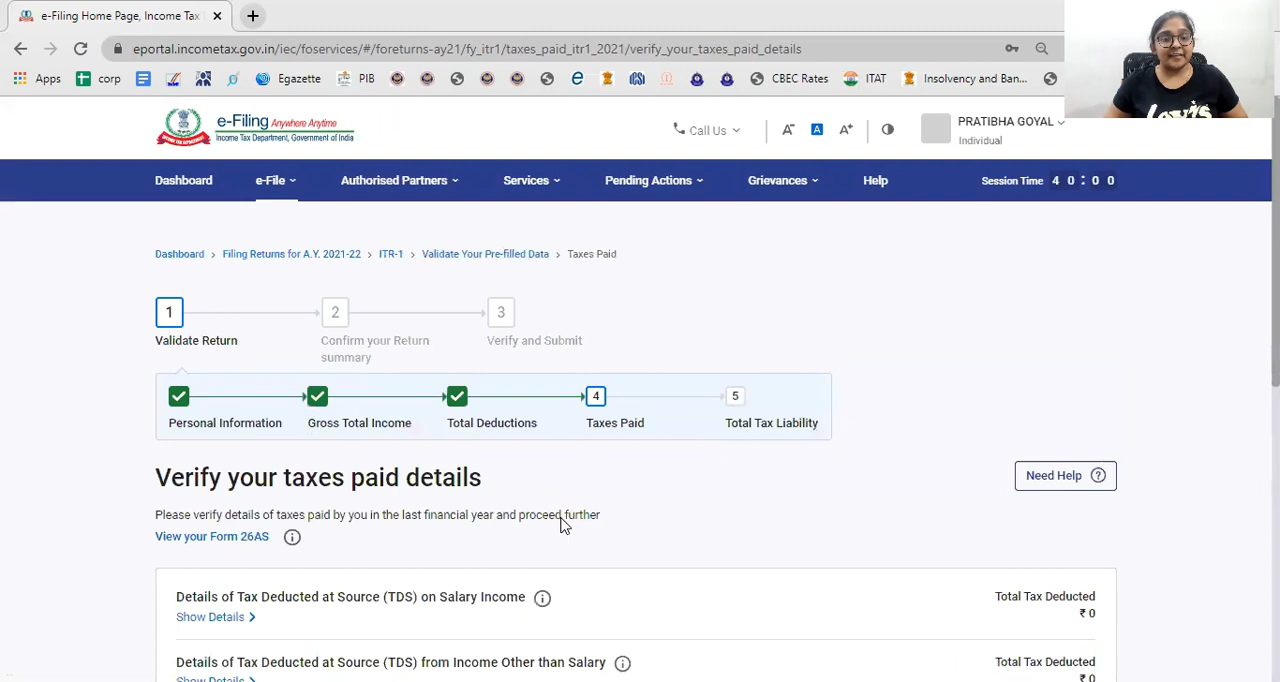 e-Filing Home Page, Income Tax
eportal.incometax.gov.in/iec/foservices/#/foreturns-ay21/fy_itr1/taxes_paid_itr1_2021/verify_your_taxes_paid_details
Apps corp Egazette PIB CBEC Rates ITAT Insolvency and Ban...
e-Filing Anywhere Anytime
Income Tax Department, Government of India
Call Us A- A A+ PRATIBHA GOYAL
Individual
Dashboard e-File Authorised Partners Services Pending Actions Grievances Help Session Time 4 0 : 0 0
Dashboard > Filing Returns for A.Y. 2021-22 > ITR-1 > Validate Your Pre-filled Data > Taxes Paid
1 2 3
Validate Return Confirm your Return summary Verify and Submit
4 5
Personal Information Gross Total Income Total Deductions Taxes Paid Total Tax Liability
Verify your taxes paid details
Need Help ?
Please verify details of taxes paid by you in the last financial year and proceed further
View your Form 26AS
Details of Tax Deducted at Source (TDS) on Salary Income Total Tax Deducted
Show Details > ₹ 0
Details of Tax Deducted at Source (TDS) from Income Other than Salary Total Tax Deducted
Show Details > ₹ 0